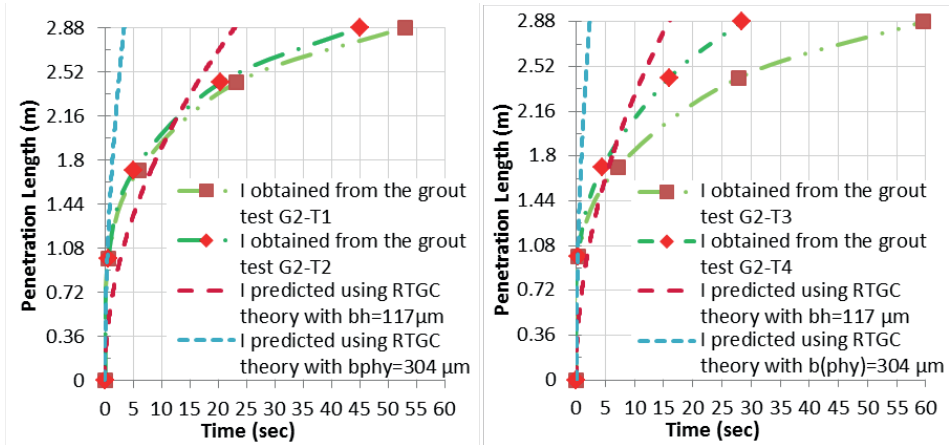 2.88
2.52
2.16
1.8
1.44
1.08
0.72
0.36
0
Penetration Length (m)
I obtained from the grout
test G2-T1
I obtained from the grout
test G2-T2
I predicted using RTGC
theory with bh=117µm
I predicted using RTGC
theory with bphy=304 µm
0 5 10 15 20 25 30 35 40 45 50 55 60
Time (sec)
2.88
2.52
2.16
1.8
1.44
1.08
0.72
0.36
0
Penetration Length (m)
I obtained from the grout
test G2-T3
I obtained from the grout
test G2-T4
I predicted using RTGC
theory with bh=117 µm
I predicted using RTGC
theory with b(phy)=304 µm
0 5 10 15 20 25 30 35 40 45 50 55 60
Time (sec)